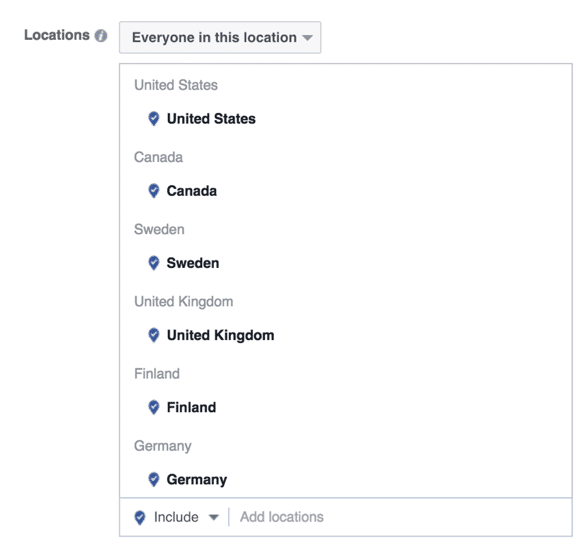 Locations Everyone in this location
United States
United States
Canada
Canada
Sweden
Sweden
United Kingdom
United Kingdom
Finland
Finland
Germany
Germany
Include Add locations